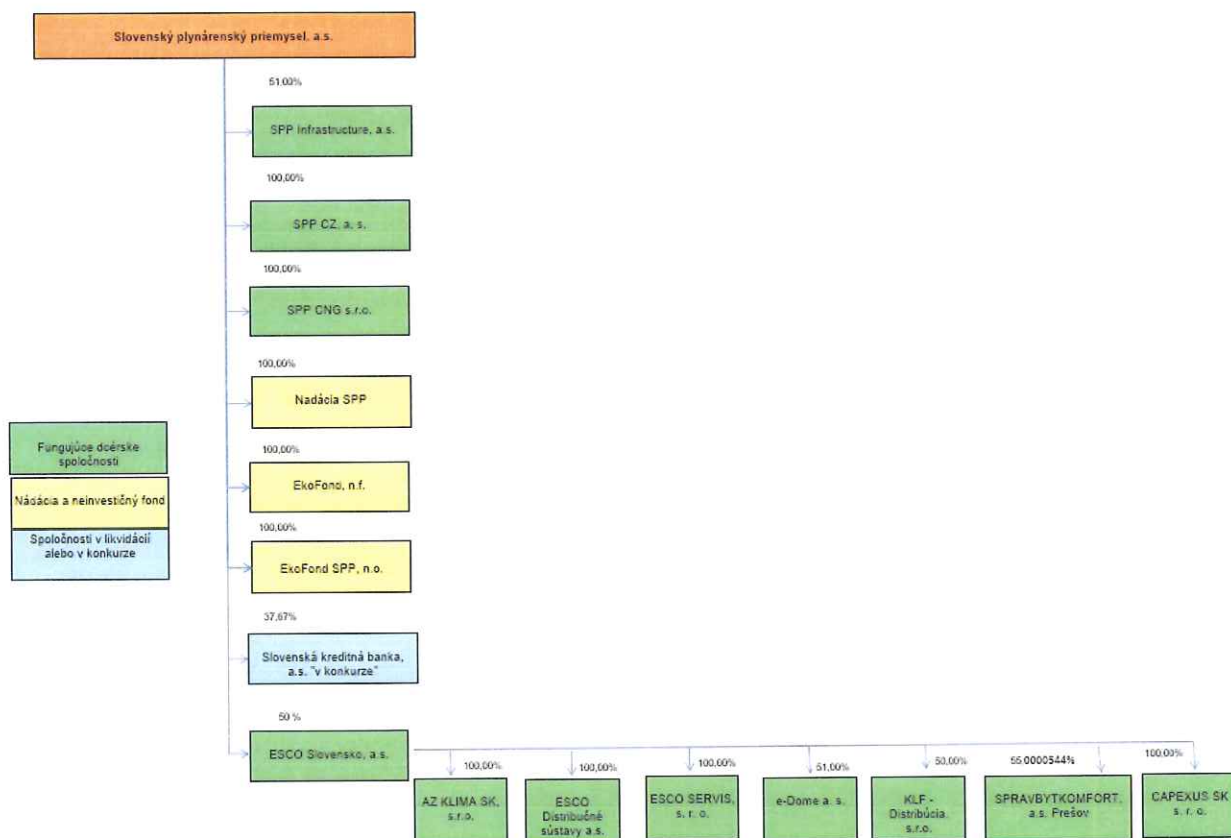 Slovenský plynárenský priemysel, a.s.
51,00%
SPP Infrastructure, a.s.
100,00%
SPP CZ, a. s.
100,00%
SPP CNG s.r.o.
100,00%
Nadácia SPP
100,00%
EkoFond, n.f.
100,00%
EkoFond SPP, n.o.
37,67%
Slovenská kreditná banka,
a.s. "v konkurze"
50 %
ESCO Slovensko, a.s.
Fungujúce dcérske
spoločnosti
Nádácia a neinvestičný fond
Spoločnosti v likvidácií
alebo v konkurze
100,00%
AZ KLIMA SK,
s.r.o.
100,00%
ESCO
Distribučné
sústavy a.s.
100,00%
ESCO SERVIS,
s. r. o.
51,00%
e-Dome a. s.
50,00%
KLF -
Distribúcia,
s.r.o.
55,0000544%
SPRAVBYTKOMFORT,
a.s. Prešov
100,00%
CAPEXUS SK
s. r. o.